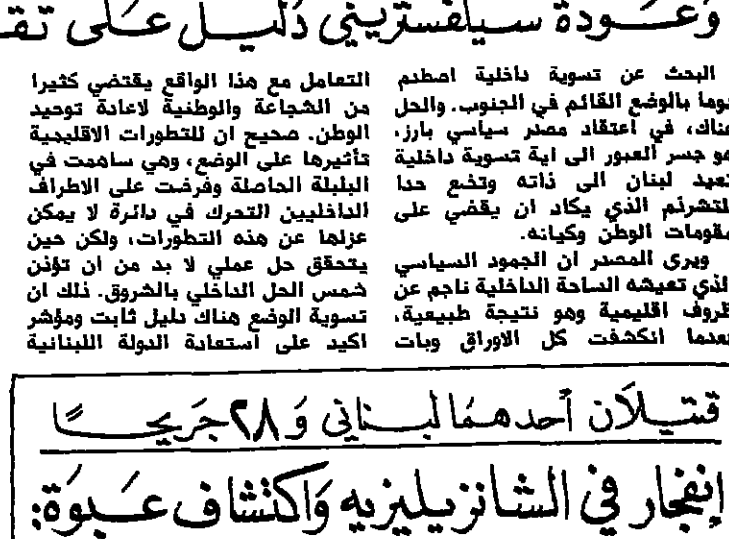 وعودة سيلفستريني دليل على تقـ
البحث عن تسوية داخلية اصطدم
يوما بالوضع القائم في الجنوب. والحل
هناك، في اعتقاد مصدر سياسي بارز،
هو جسر العبور الى اية تسوية داخلية
تعيد لبنان الى ذاته وتضع حدا
للتشرذم الذي يكاد ان يقضي على
مقومات الوطن وكيانه.
ويرى المصدر ان الجمود السياسي
الذي تعيشه الساحة الداخلية ناجم عن
ظروف اقليمية وهو نتيجة طبيعية،
بعدما انكشفت كل الاوراق وبات
التعامل مع هذا الواقع يقتضي كثيرا
من الشجاعة والوطنية لاعادة توحيد
الوطن. صحيح ان للتطورات الاقليمية
تأثيرها على الوضع، وهي ساهمت في
البلبلة الحاصلة وفرضت على الاطراف
الداخليين التحرك في دائرة لا يمكن
عزلها عن هذه التطورات، ولكن حين
يتحقق حل عملي لا بد من ان تؤذن
شمس الحل الداخلي بالشروق. ذلك ان
تسوية الوضع هناك دليل ثابت ومؤشر
اكيد على استعادة الدولة اللبنانية
قتيلان أحدهما لبناني و٢٨ جريحًا
إنفجار في الشانزيليزيه واكتشاف عبوة: